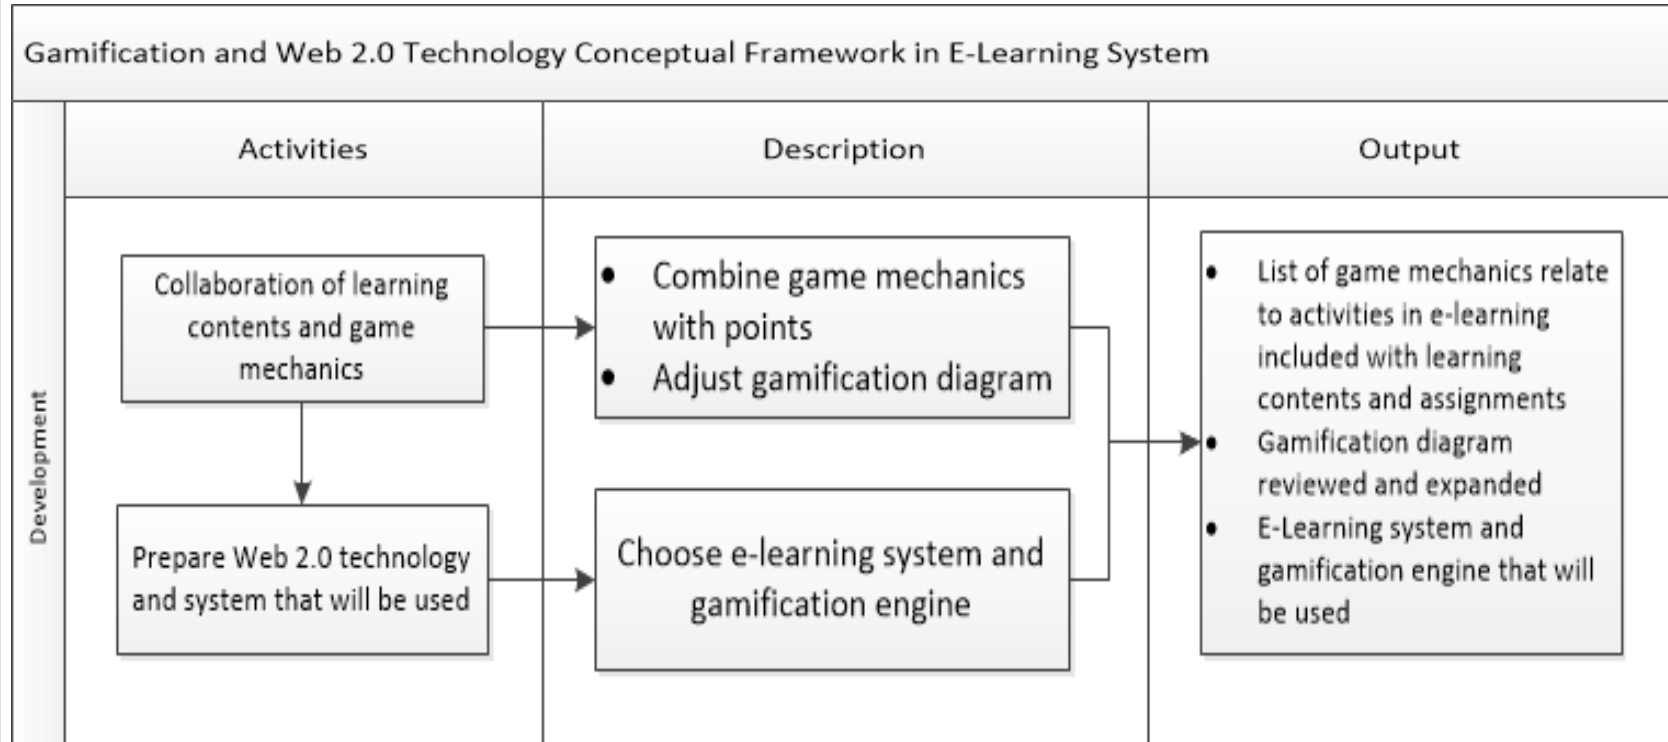 Gamification and Web 2.0 Technology Conceptual Framework in E-Learning System
Activities
Description
Output
Development
Collaboration of learning
contents and game
mechanics
Prepare Web 2.0 technology
and system that will be used
• Combine game mechanics
with points
• Adjust gamification diagram
Choose e-learning system and
gamification engine
• List of game mechanics relate
to activities in e-learning
included with learning
contents and assignments
• Gamification diagram
reviewed and expanded
• E-Learning system and
gamification engine that will
be used